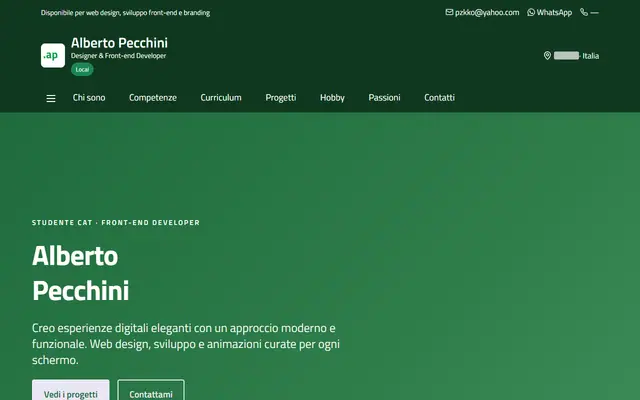 Disponibile per web design, sviluppo front-end e branding
pzkko@yahoo.com WhatsApp —
.ap
Alberto Pecchini
Designer & Front-end Developer
Local
· Italia
Chi sono Competenze Curriculum Progetti Hobby Passioni Contatti
STUDENTE CAT · FRONT-END DEVELOPER
Alberto
Pecchini
Creo esperienze digitali eleganti con un approccio moderno e
funzionale. Web design, sviluppo e animazioni curate per ogni
schermo.
Vedi i progetti Contattami